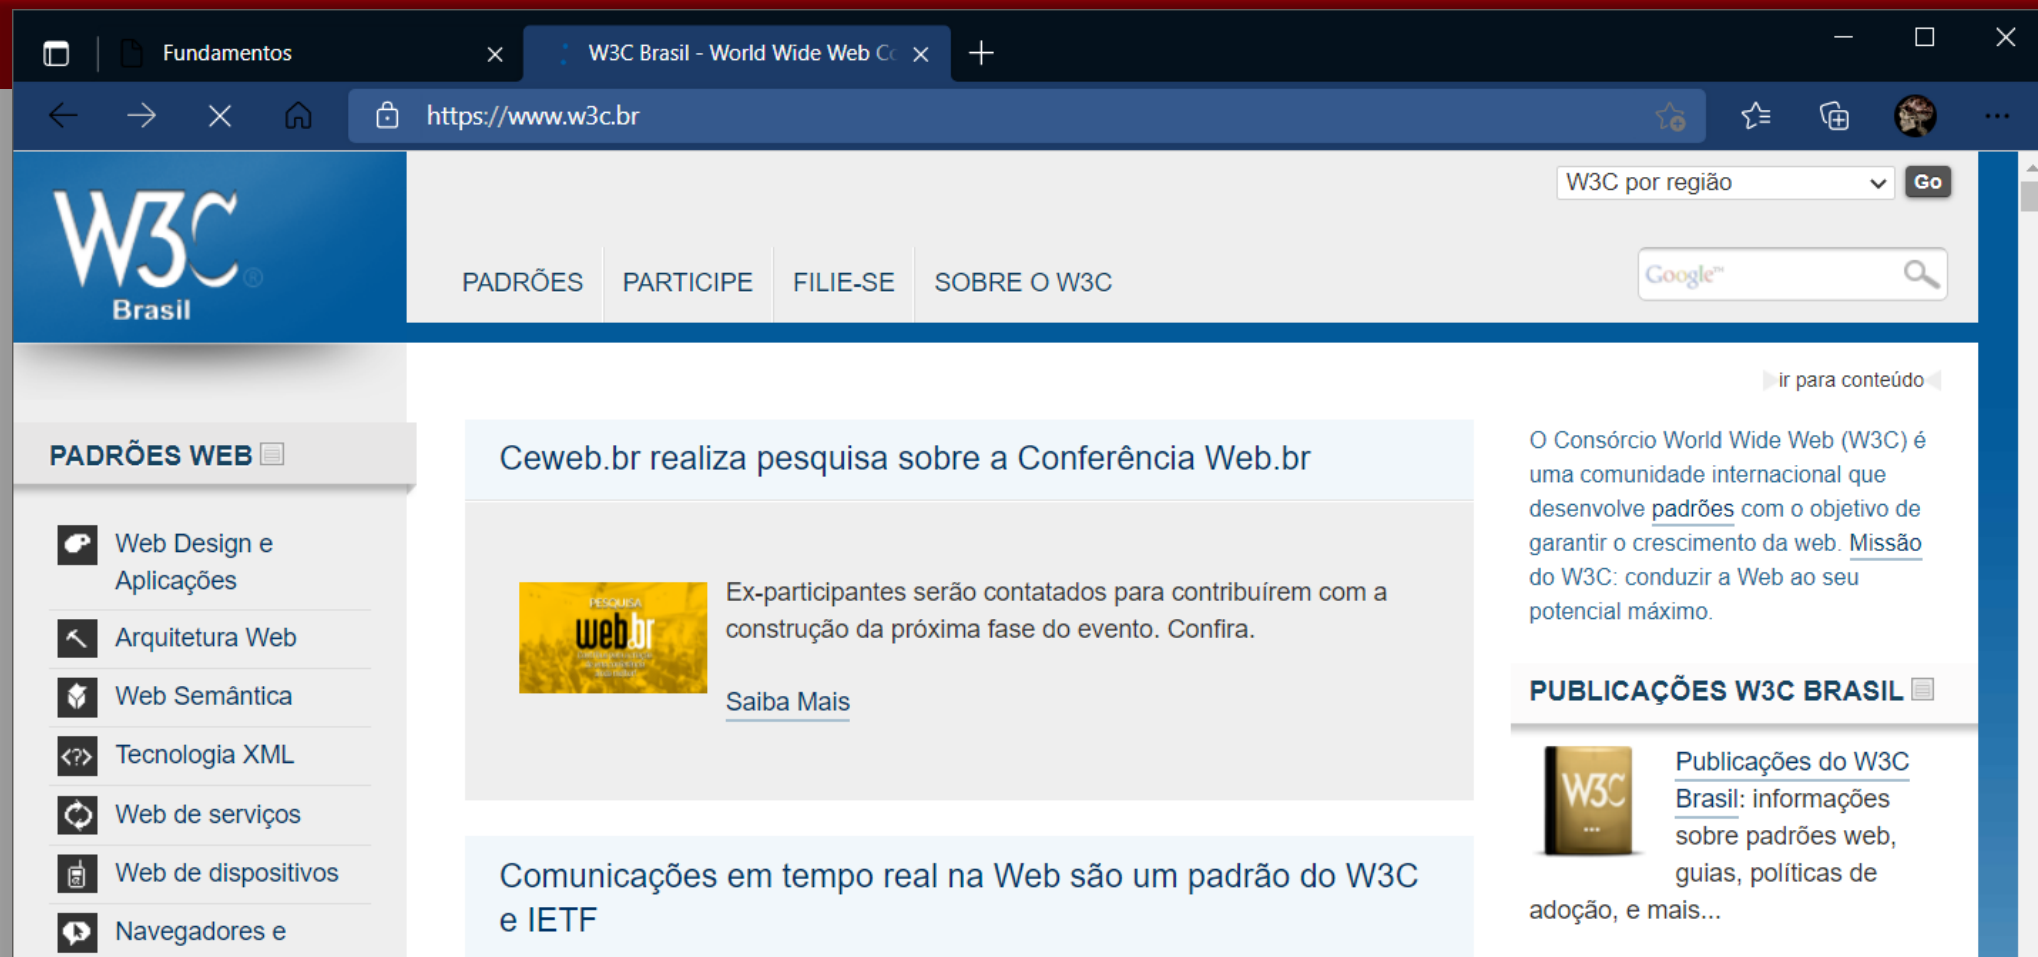 Fundamentos
W3C Brasil - World Wide Web Co
https://www.w3c.br
W3C®
Brasil
W3C por região
Go
PADRÕES
PARTICIPE
FILIE-SE
SOBRE O W3C
Google™
ir para conteúdo
PADRÕES WEB
Web Design e
Aplicações
Arquitetura Web
Web Semântica
<?> Tecnologia XML
Web de serviços
Web de dispositivos
Navegadores e
Ceweb.br realiza pesquisa sobre a Conferência Web.br
PESQUISA
web.br
Ex-participantes serão contatados para contribuírem com a
construção da próxima fase do evento. Confira.
Saiba Mais
Comunicações em tempo real na Web são um padrão do W3C
e IETF
O Consórcio World Wide Web (W3C) é
uma comunidade internacional que
desenvolve padrões com o objetivo de
garantir o crescimento da web. Missão
do W3C: conduzir a Web ao seu
potencial máximo.
PUBLICAÇÕES W3C BRASIL
W3C
Publicações do W3C
Brasil: informações
sobre padrões web,
guias, políticas de
adoção, e mais...